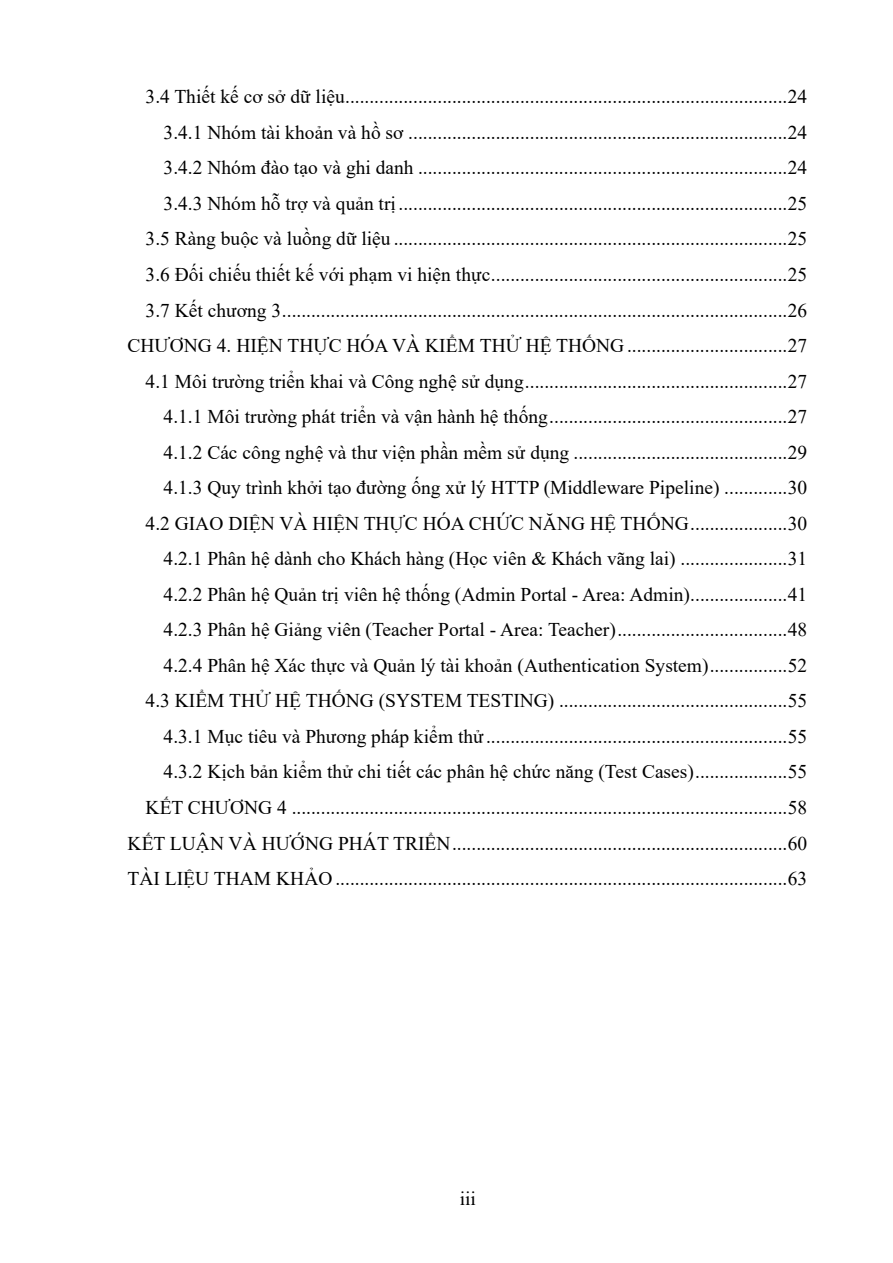 3.4 Thiết kế cơ sở dữ liệu............................................................................................24
3.4.1 Nhóm tài khoản và hồ sơ ...............................................................................24
3.4.2 Nhóm đào tạo và ghi danh .............................................................................24
3.4.3 Nhóm hỗ trợ và quản trị.................................................................................25
3.5 Ràng buộc và luồng dữ liệu ..................................................................................25
3.6 Đối chiếu thiết kế với phạm vi hiện thực..............................................................25
3.7 Kết chương 3.........................................................................................................26
CHƯƠNG 4. HIỆN THỰC HÓA VÀ KIỂM THỬ HỆ THỐNG .................................27
4.1 Môi trường triển khai và Công nghệ sử dụng.......................................................27
4.1.1 Môi trường phát triển và vận hành hệ thống..................................................27
4.1.2 Các công nghệ và thư viện phần mềm sử dụng .............................................29
4.1.3 Quy trình khởi tạo đường ống xử lý HTTP (Middleware Pipeline) .............30
4.2 GIAO DIỆN VÀ HIỆN THỰC HÓA CHỨC NĂNG HỆ THỐNG....................30
4.2.1 Phân hệ dành cho Khách hàng (Học viên & Khách vãng lai) ......................31
4.2.2 Phân hệ Quản trị viên hệ thống (Admin Portal - Area: Admin)....................41
4.2.3 Phân hệ Giảng viên (Teacher Portal - Area: Teacher)...................................48
4.2.4 Phân hệ Xác thực và Quản lý tài khoản (Authentication System)................52
4.3 KIỂM THỬ HỆ THỐNG (SYSTEM TESTING) ................................................55
4.3.1 Mục tiêu và Phương pháp kiểm thử...............................................................55
4.3.2 Kịch bản kiểm thử chi tiết các phân hệ chức năng (Test Cases)...................55
KẾT CHƯƠNG 4 .......................................................................................................58
KẾT LUẬN VÀ HƯỚNG PHÁT TRIỂN......................................................................60
TÀI LIỆU THAM KHẢO ..............................................................................................63
iii